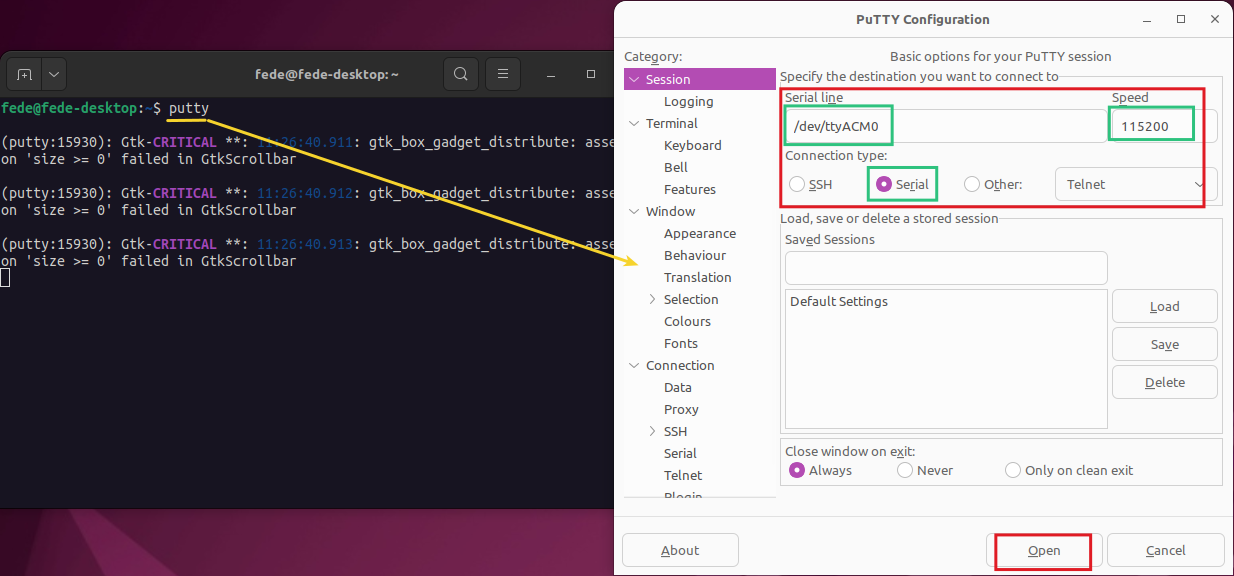 fede@fede-desktop: ~
fede@fede-desktop:~$ putty
(putty:15930): Gtk-CRITICAL **: 11:26:40.911: gtk_box_gadget_distribute: asse
on 'size >= 0' failed in GtkScrollbar
(putty:15930): Gtk-CRITICAL **: 11:26:40.912: gtk_box_gadget_distribute: asse
on 'size >= 0' failed in GtkScrollbar
(putty:15930): Gtk-CRITICAL **: 11:26:40.913: gtk_box_gadget_distribute: asse
on 'size >= 0' failed in GtkScrollbar
PuTTY Configuration
Category:
Session
Logging
Terminal
Keyboard
Bell
Features
Window
Appearance
Behaviour
Translation
Selection
Colours
Fonts
Connection
Data
Proxy
SSH
Serial
Telnet
Plugin
Basic options for your PuTTY session
Specify the destination you want to connect to
Serial line Speed
/dev/ttyACM0 115200
Connection type:
SSH Serial Other: Telnet
Load, save or delete a stored session
Saved Sessions
Default Settings
Load
Save
Delete
Close window on exit:
Always Never Only on clean exit
About Open Cancel